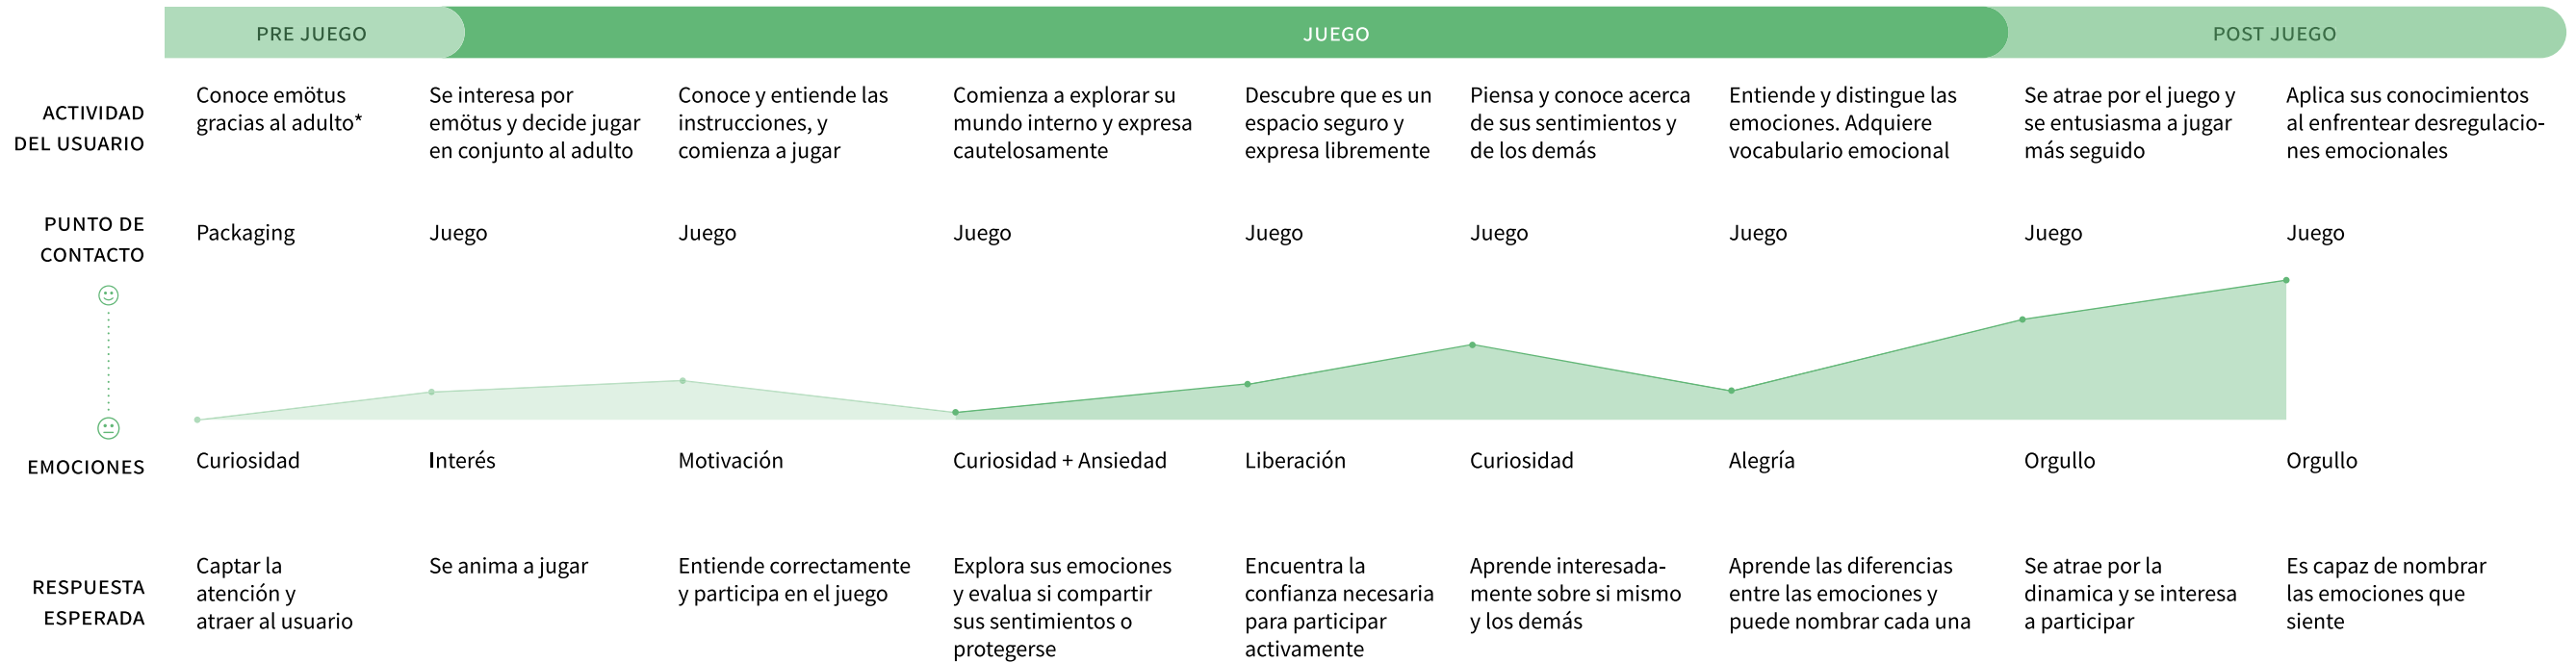 PRE JUEGO
JUEGO
POST JUEGO
ACTIVIDAD
DEL USUARIO
Conoce emötus
gracias al adulto*
Se interesa por
emötus y decide jugar
en conjunto al adulto
Conoce y entiende las
instrucciones, y
comienza a jugar
Comienza a explorar su
mundo interno y expresa
cautelosamente
Descubre que es un
espacio seguro y
expresa libremente
Piensa y conoce acerca
de sus sentimientos y
de los demás
Entiende y distingue las
emociones. Adquiere
vocabulario emocional
Se atrae por el juego y
se entusiasma a jugar
más seguido
Aplica sus conocimientos
al enfrentear desregulacio-
nes emocionales
PUNTO DE
CONTACTO
Packaging
Juego
Juego
Juego
Juego
Juego
Juego
Juego
Juego
EMOCIONES
Curiosidad
Interés
Motivación
Curiosidad + Ansiedad
Liberación
Curiosidad
Alegría
Orgullo
Orgullo
RESPUESTA
ESPERADA
Captar la
atención y
atraer al usuario
Se anima a jugar
Entiende correctamente
y participa en el juego
Explora sus emociones
y evalua si compartir
sus sentimientos o
protegerse
Encuentra la
confianza necesaria
para participar
activamente
Aprende interesada-
mente sobre si mismo
y los demás
Aprende las diferencias
entre las emociones y
puede nombrar cada una
Se atrae por la
dinamica y se interesa
a participar
Es capaz de nombrar
las emociones que
siente